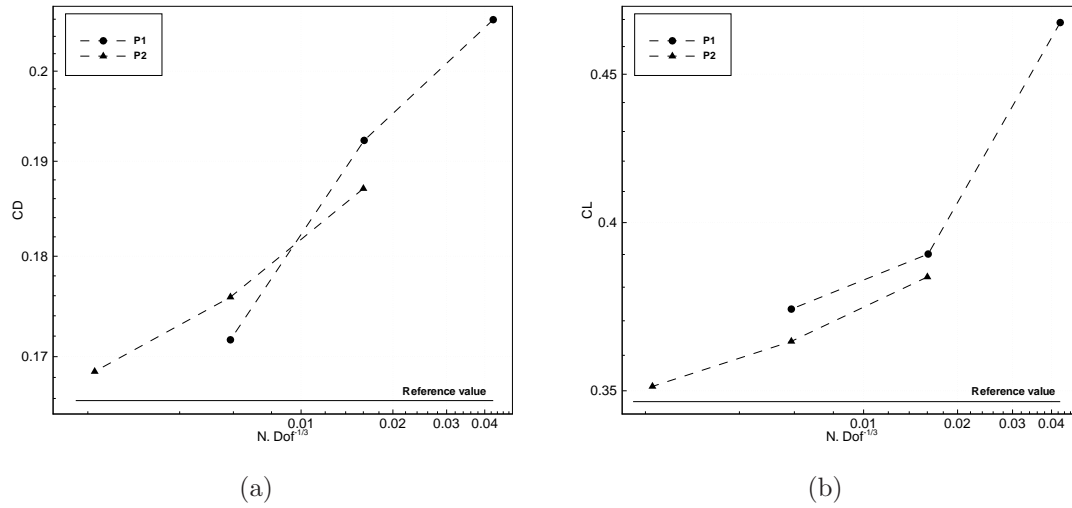 P1
P2
CD
0.2
0.19
0.18
0.17
Reference value
0.01
0.02
0.03
0.04
N. Dof-1/3
(a)
P1
P2
CL
0.45
0.4
0.35
Reference value
0.01
0.02
0.03
0.04
N. Dof-1/3
(b)